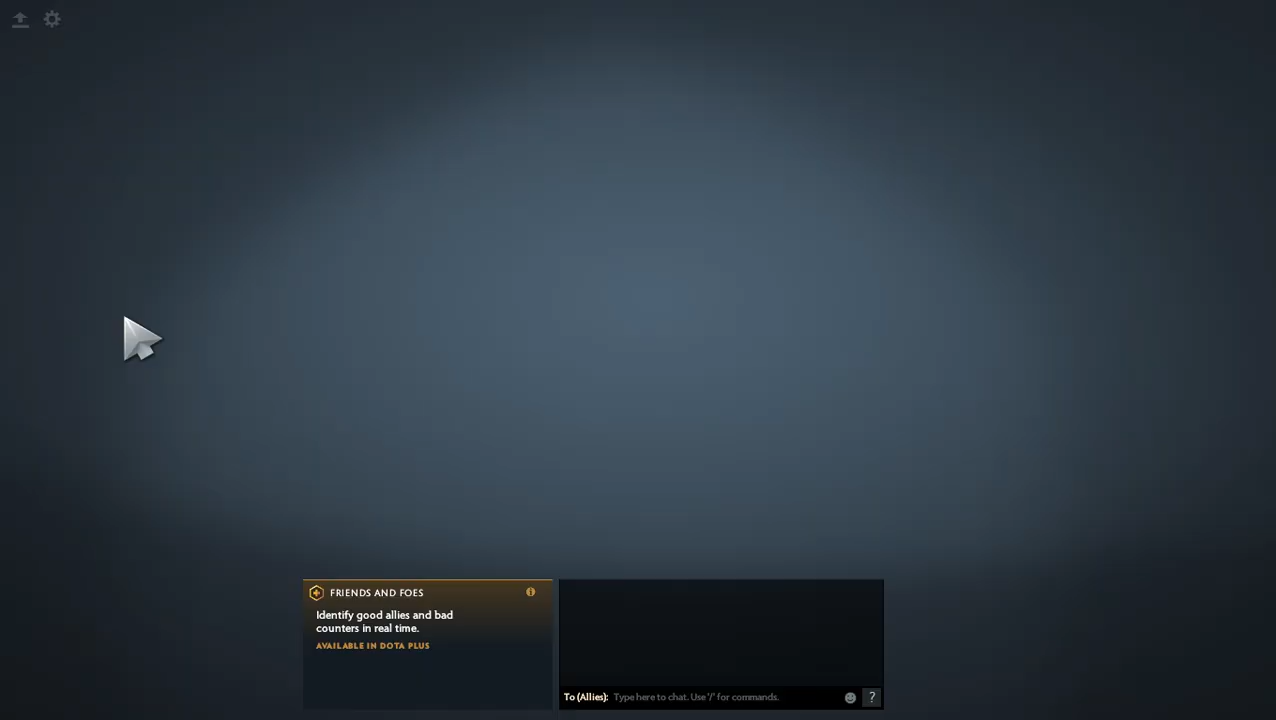 FRIENDS AND FOES
Identify good allies and bad
counters in real time.
AVAILABLE IN DOTA PLUS
To (Allies): Type here to chat. Use '/' for commands.
?